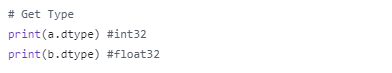 # Get Type
print(a.dtype) #int32
print(b.dtype) #float32